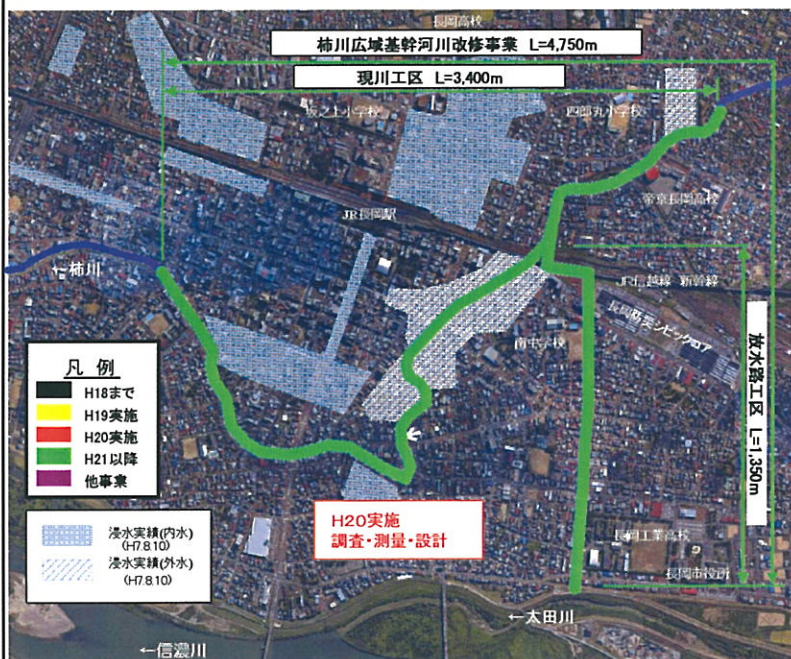 長岡高校
柿川広域基幹河川改修事業 L=4,750m
現川工区 L=3,400m
阪之上小学校
四郎丸小学校
帝京長岡高校
JR長岡駅
←柿川
JR上越線 新幹線
長岡防災シビックコア
南中学校
放水路工区 L=1,350m
凡 例
H18まで
H19実施
H20実施
H21以降
他事業
浸水実績(内水)
(H7.8.10)
浸水実績(外水)
(H7.8.10)
H20実施
調査・測量・設計
長岡工業高校
長岡市役所
←太田川
←信濃川